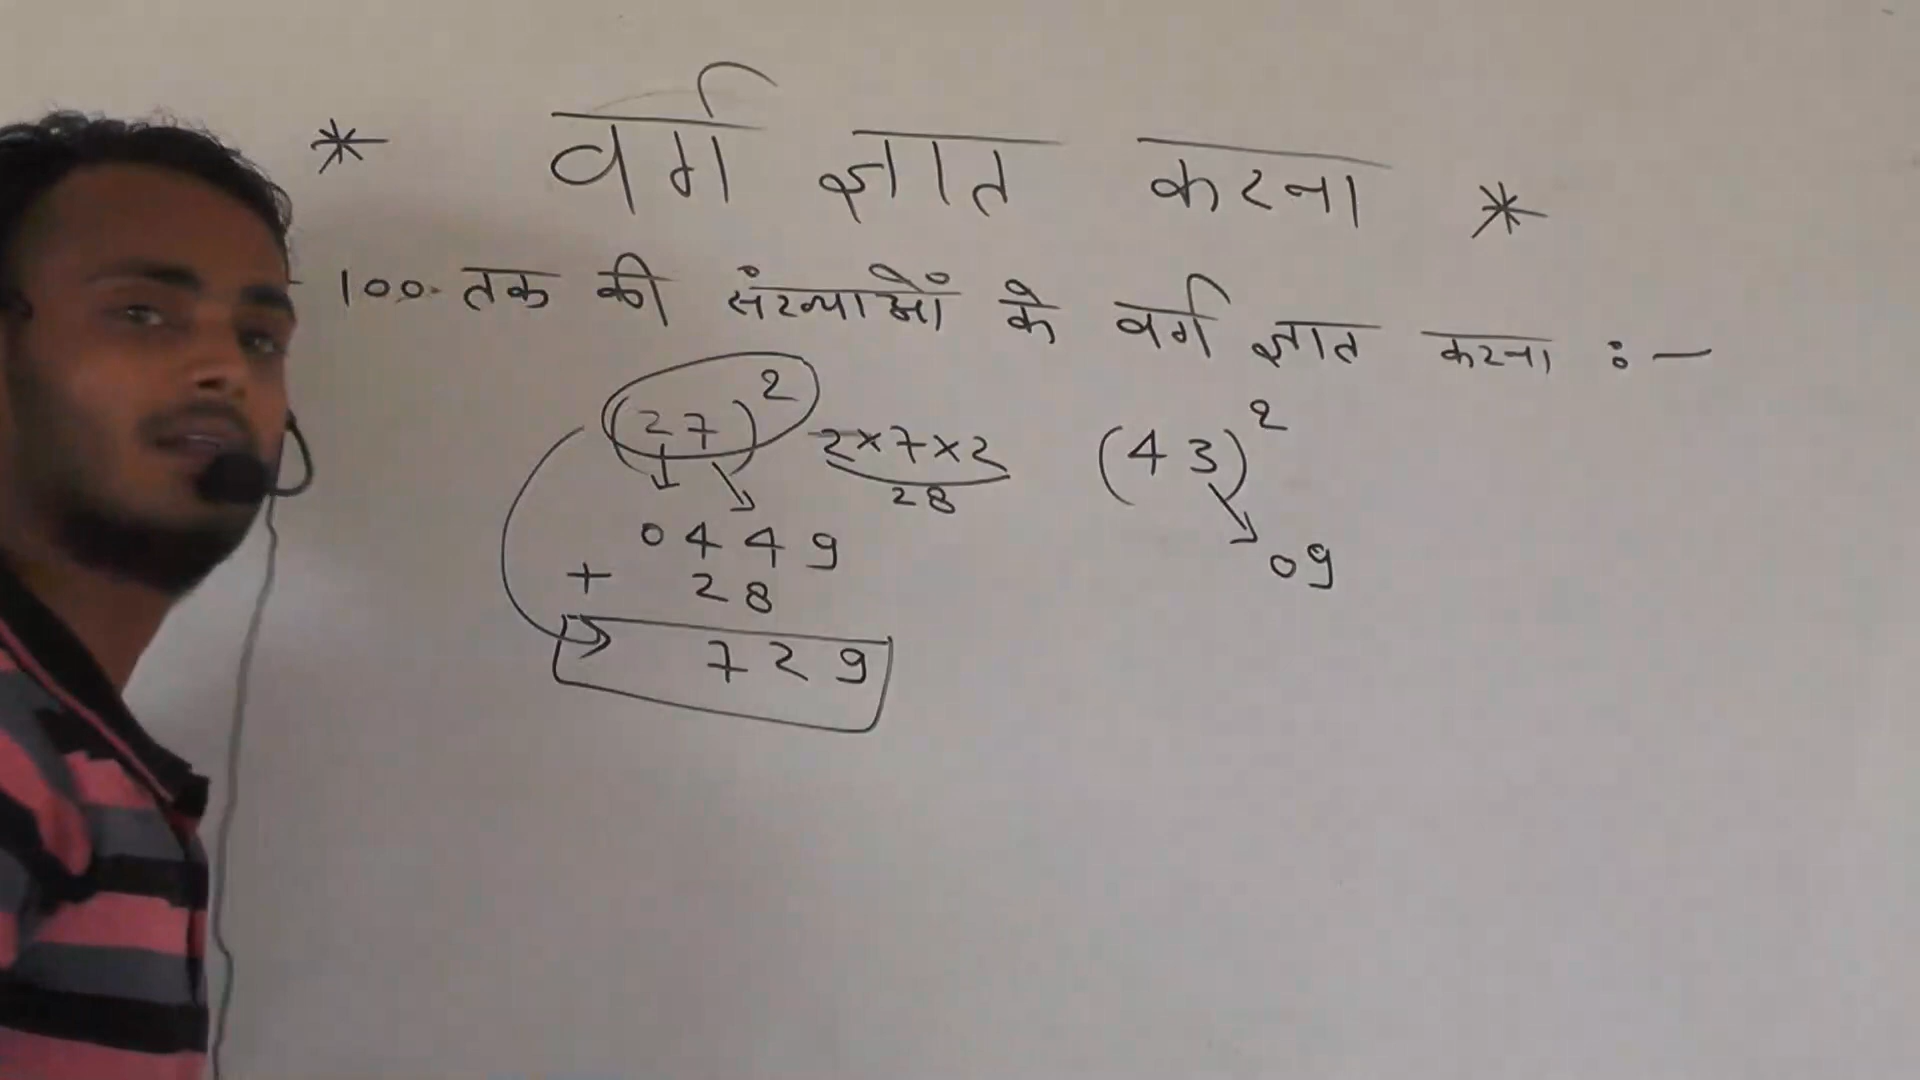 * वर्ग ज्ञात करना *
100 तक की संख्याओं के वर्ग ज्ञात करना :-
(27)² 2×7×2 (43)²
28
0449 09
+ 28
729